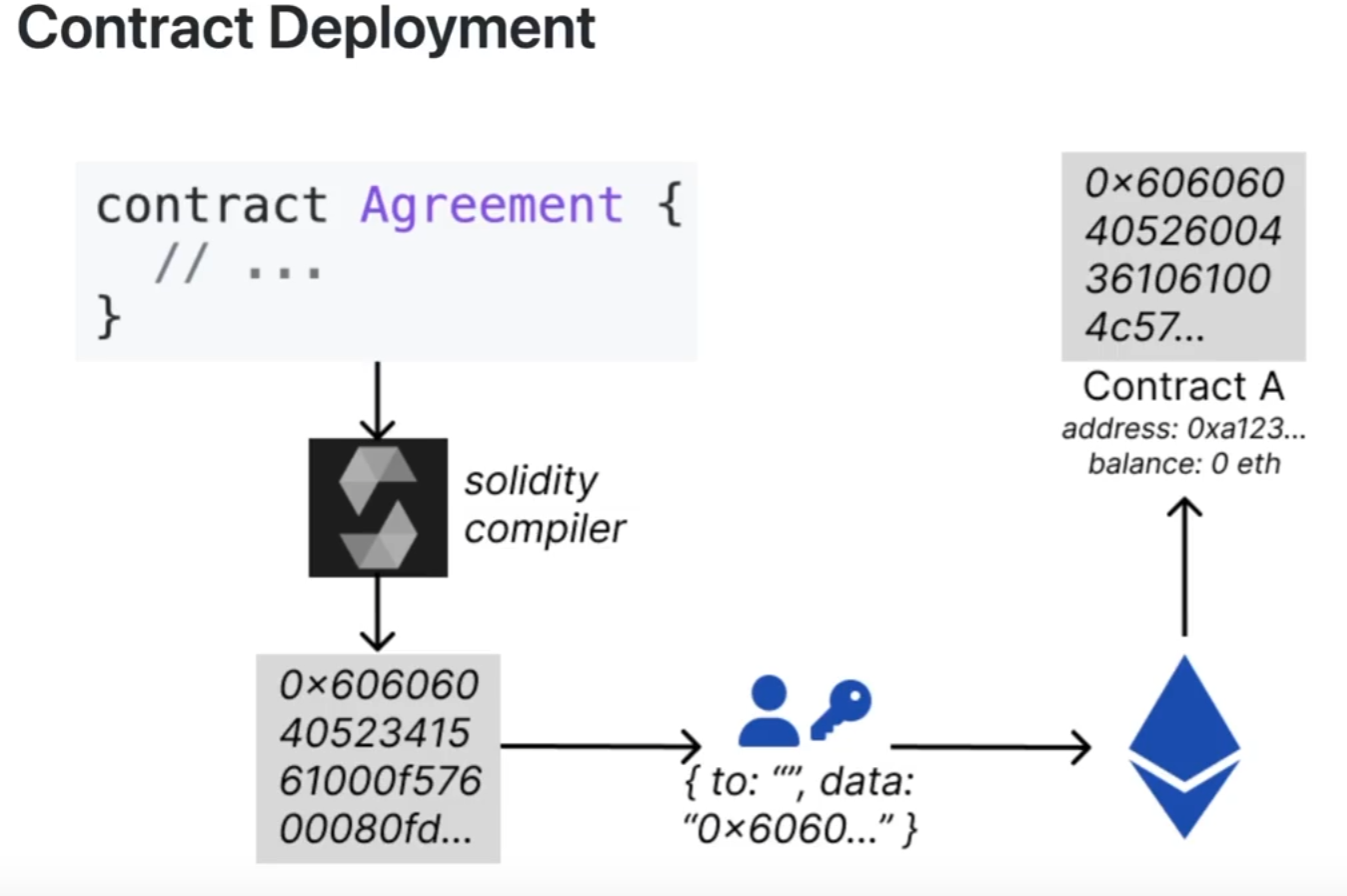 Contract Deployment
contract Agreement {
// ...
}
solidity
compiler
0×606060
40523415
61000f576
00080fd...
{ to: “”, data:
“0×6060...” }
0×606060
40526004
36106100
4c57...
Contract A
address: 0xa123...
balance: 0 eth